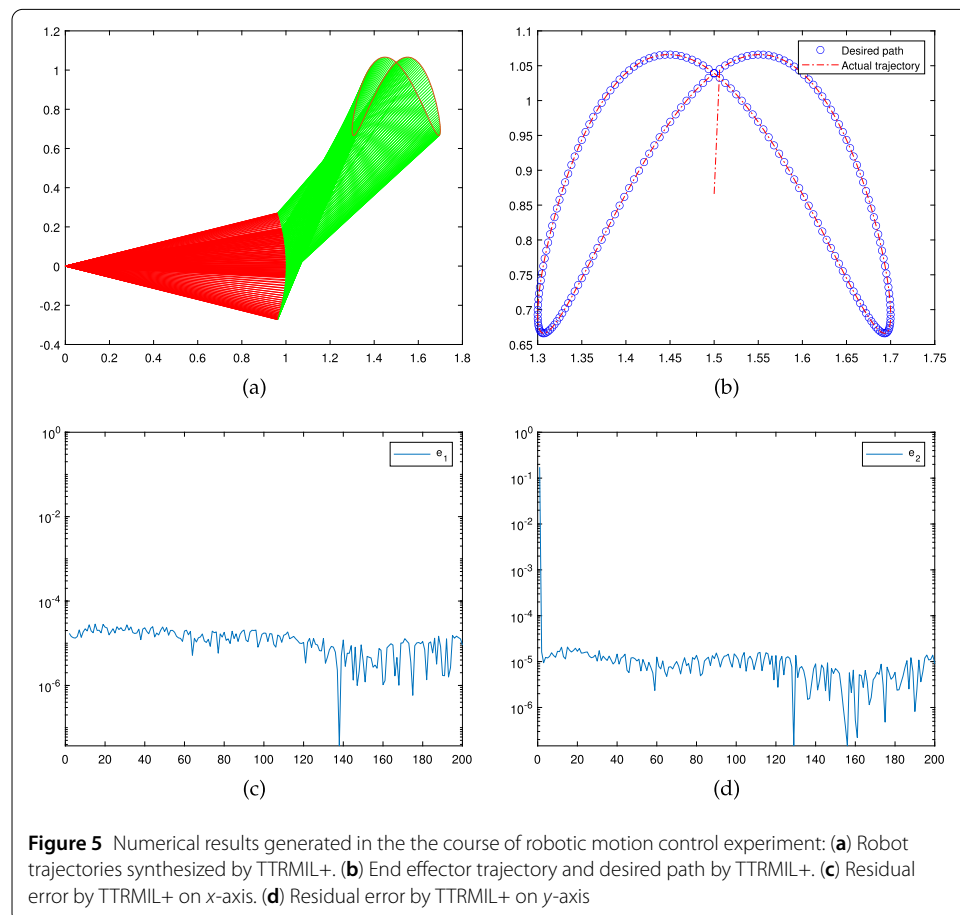 1.2
1
0.8
0.6
0.4
0.2
0
-0.2
-0.4
0 0.2 0.4 0.6 0.8 1 1.2 1.4 1.6 1.8
(a)
1.1
1.05
1
0.95
0.9
0.85
0.8
0.75
0.7
0.65
1.3 1.35 1.4 1.45 1.5 1.55 1.6 1.65 1.7 1.75
Desired path
Actual trajectory
(b)
10^0
10^-2
10^-4
10^-6
0 20 40 60 80 100 120 140 160 180 200
e_1
(c)
10^0
10^-1
10^-2
10^-3
10^-4
10^-5
10^-6
0 20 40 60 80 100 120 140 160 180 200
e_2
(d)
Figure 5 Numerical results generated in the the course of robotic motion control experiment: (a) Robot
trajectories synthesized by TTRMIL+. (b) End effector trajectory and desired path by TTRMIL+. (c) Residual
error by TTRMIL+ on x-axis. (d) Residual error by TTRMIL+ on y-axis